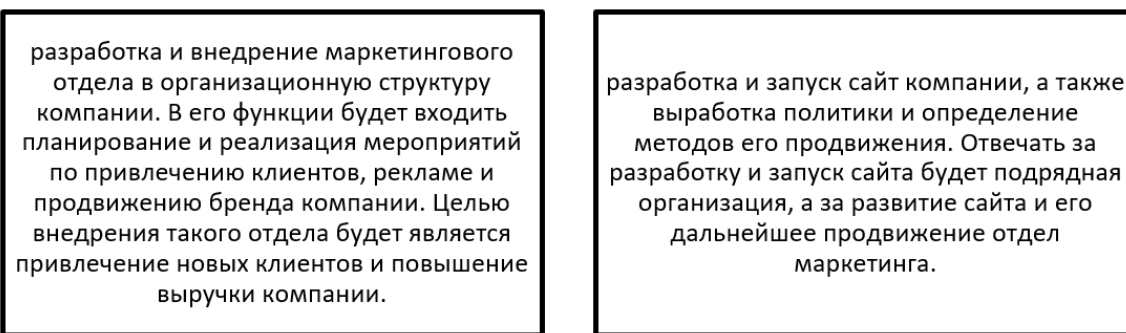 разработка и внедрение маркетингового
отдела в организационную структуру
компании. В его функции будет входить
планирование и реализация мероприятий
по привлечению клиентов, рекламе и
продвижению бренда компании. Целью
внедрения такого отдела будет является
привлечение новых клиентов и повышение
выручки компании.
разработка и запуск сайт компании, а также
выработка политики и определение
методов его продвижения. Отвечать за
разработку и запуск сайта будет подрядная
организация, а за развитие сайта и его
дальнейшее продвижение отдел
маркетинга.